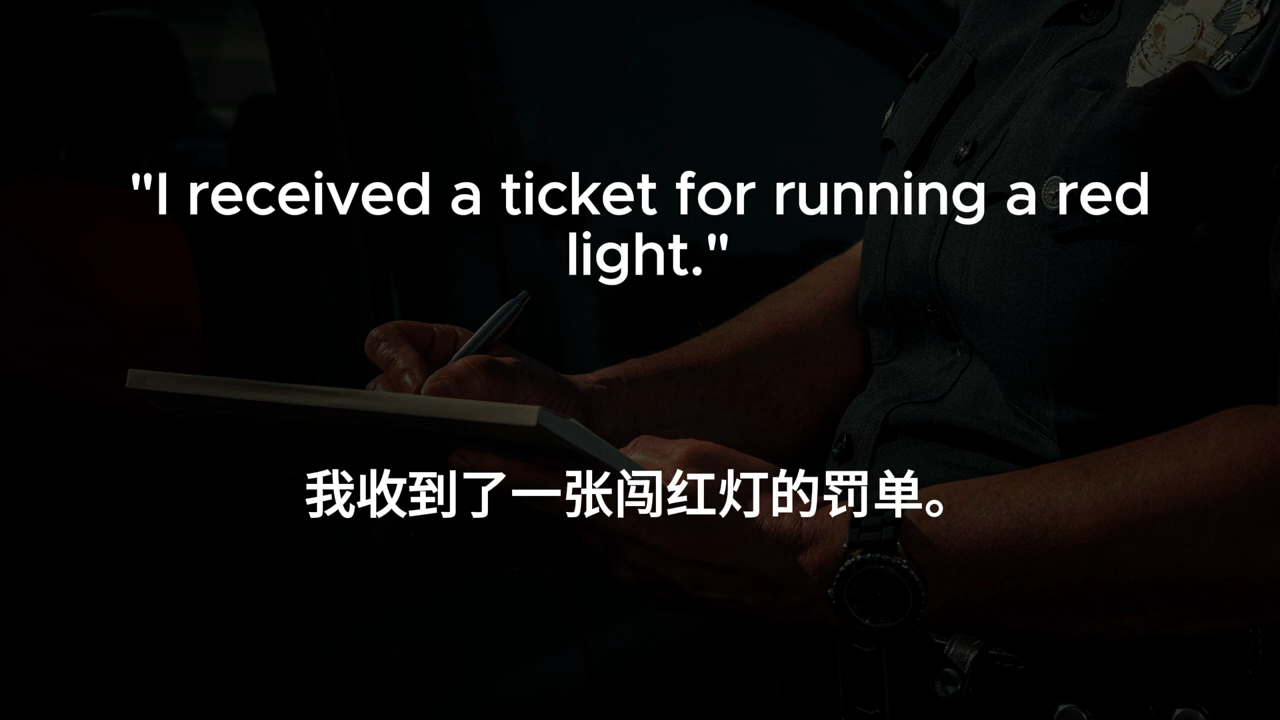 "I received a ticket for running a red
light."
我收到了一张闯红灯的罚单。